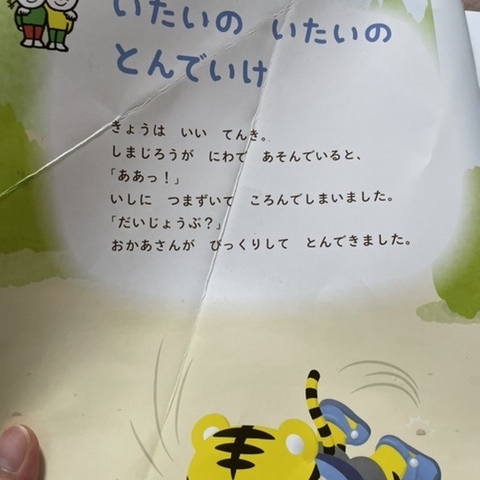 いたいの いたいの
とんでいけ
きょうは いい てんき。
しまじろうが にわで あそんでいると、
「ああっ！」
いしに つまずいて ころんでしまいました。
「だいじょうぶ？」
おかあさんが びっくりして とんできました。